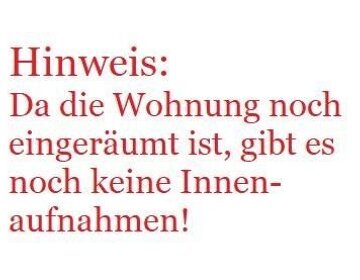 Hinweis:
Da die Wohnung noch
eingeräumt ist, gibt es
noch keine Innen-
aufnahmen!